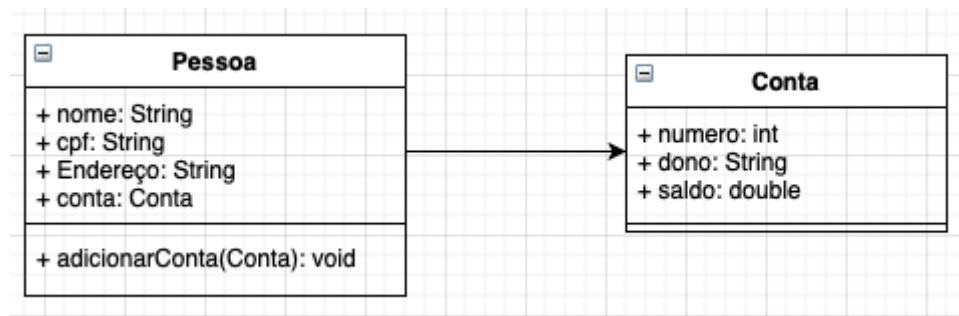 Pessoa
+ nome: String
+ cpf: String
+ Endereço: String
+ conta: Conta
+ adicionarConta(Conta): void
Conta
+ numero: int
+ dono: String
+ saldo: double